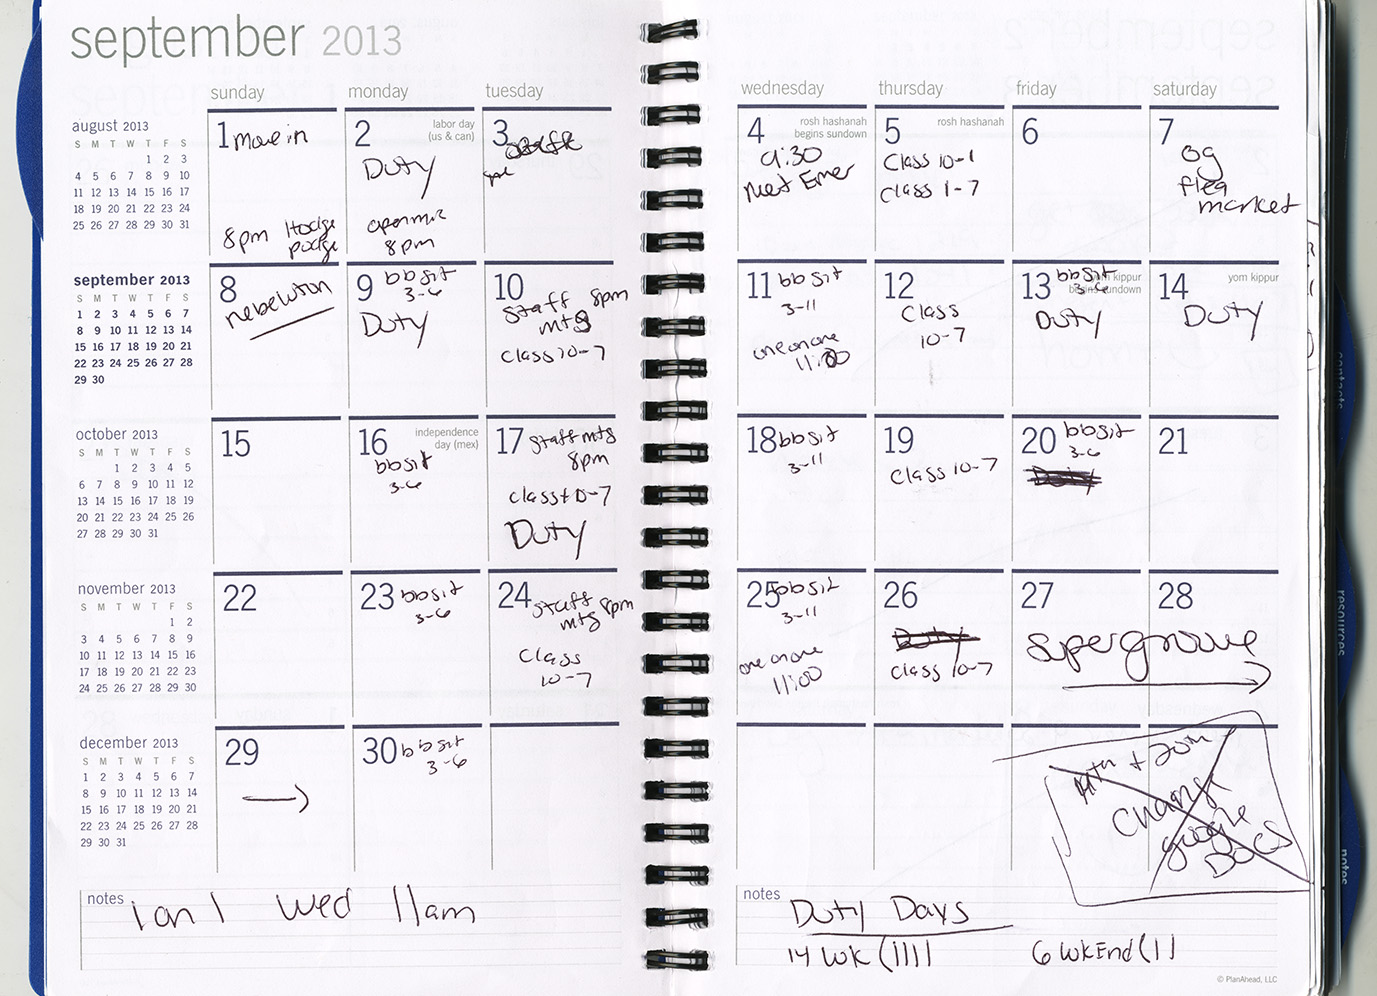 september 2013
sunday monday tuesday wednesday thursday friday saturday
august 2013
S M T W T F S
1 2 3
4 5 6 7 8 9 10
11 12 13 14 15 16 17
18 19 20 21 22 23 24
25 26 27 28 29 30 31
september 2013
S M T W T F S
1 2 3 4 5 6 7
8 9 10 11 12 13 14
15 16 17 18 19 20 21
22 23 24 25 26 27 28
29 30
october 2013
S M T W T F S
1 2 3 4 5
6 7 8 9 10 11 12
13 14 15 16 17 18 19
20 21 22 23 24 25 26
27 28 29 30 31
november 2013
S M T W T F S
1 2
3 4 5 6 7 8 9
10 11 12 13 14 15 16
17 18 19 20 21 22 23
24 25 26 27 28 29 30
december 2013
S M T W T F S
1 2 3 4 5 6 7
8 9 10 11 12 13 14
15 16 17 18 19 20 21
22 23 24 25 26 27 28
29 30 31
1 move in
8pm Hodge
podge
2
labor day
(us & can)
Duty
open mic
8pm
3
4
rosh hashanah
begins sundown
9:30
meet Emer
5
rosh hashanah
Class 10-1
Class 1-7
6
7
og
flea
market
8
9 bbsit
3-6
Duty
10
staff 8pm
mtg
class 10-7
11 bbsit
3-11
one on one
11:00
12
Class
10-7
13 bbsit
3-6
yom kippur
begins sundown
Duty
14
yom kippur
Duty
15
16
independence
day (mex)
bbsit
3-6
17 staff mtg
8pm
class 10-7
Duty
18 bbsit
3-11
19
class 10-7
20 bbsit
3-6
Duty
21
22
23 bbsit
3-6
24 staff 8pm
mtg
class
10-7
25 bbsit
3-11
one on one
11:00
26
Duty
class 10-7
27
28
supergroove
29
30 bbsit
3-6
+ 20th
change
google
DOCS
notes
1 on 1 wed 11am
notes
Duty Days
14 wk (||||
6 wkEnd (||
© PlanAhead, LLC
contacts
resources
notes